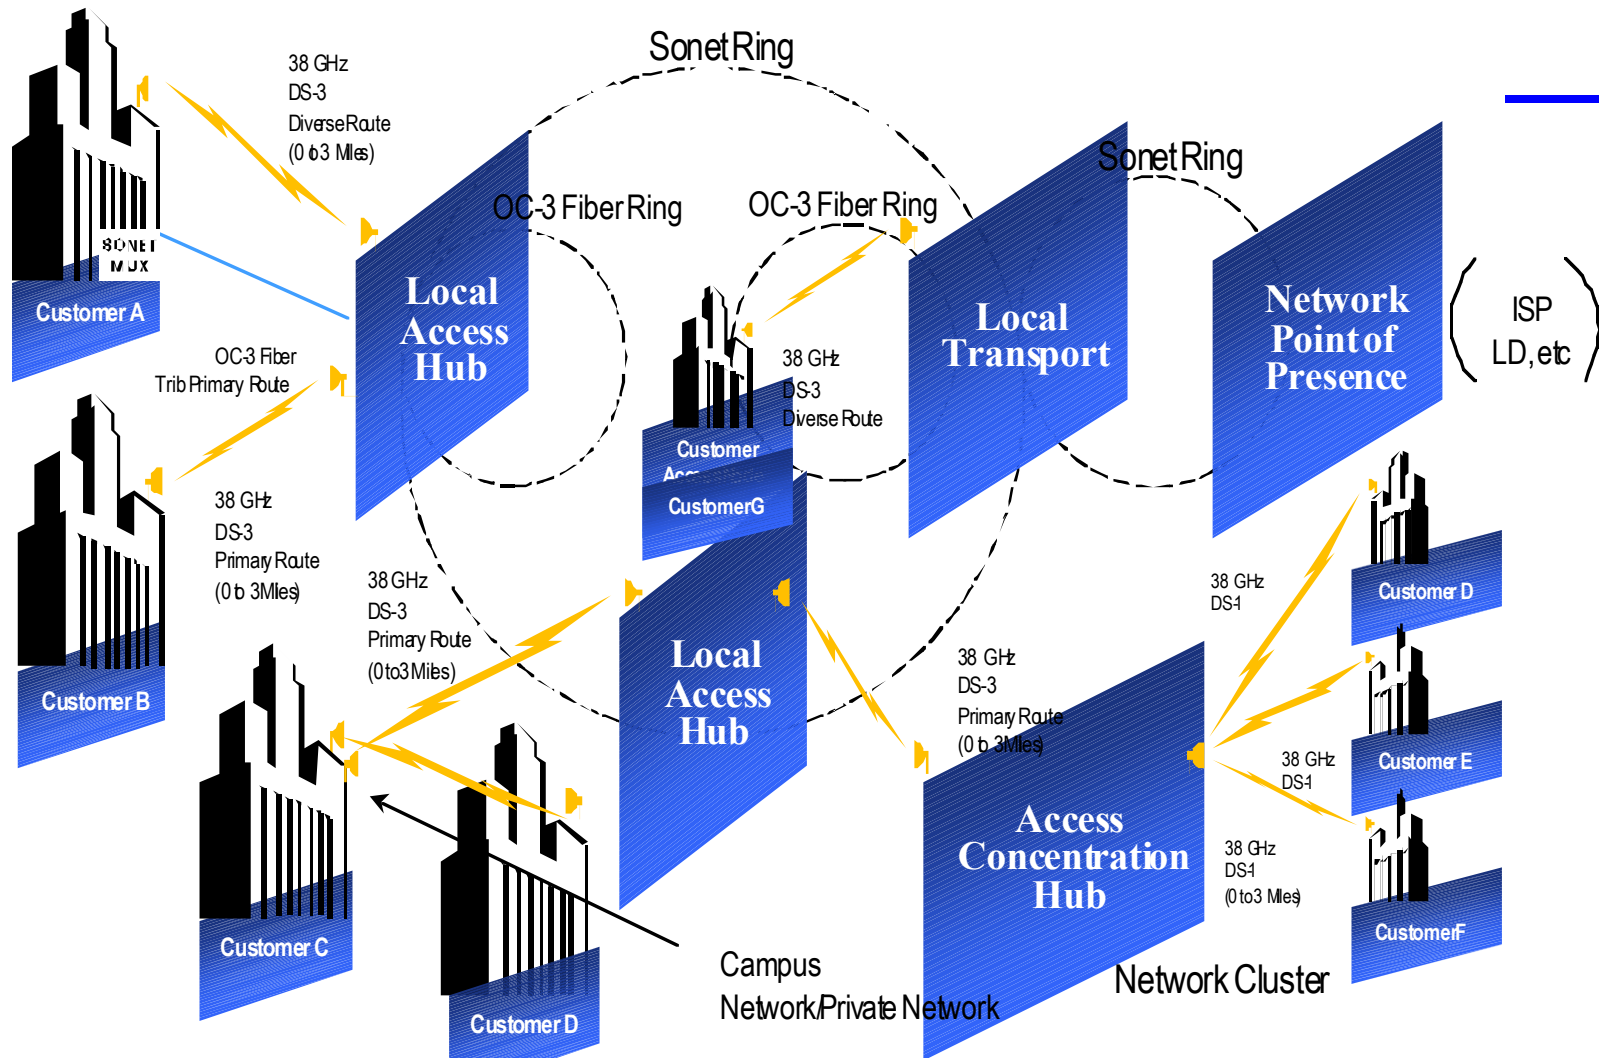 Sonet Ring
38 GHz
DS-3
Diverse Route
(0 to 3 Miles)
Sonet Ring
OC-3 Fiber Ring
OC-3 Fiber Ring
SONET
MUX
Customer A
Local
Access
Hub
Local
Transport
Network
Point of
Presence
ISP
LD, etc
OC-3 Fiber
Trib Primary Route
38 GHz
DS-3
Diverse Route
Customer
Customer G
38 GHz
DS-3
Primary Route
(0 to 3 Miles)
Customer B
38 GHz
DS-3
Primary Route
(0 to 3 Miles)
Local
Access
Hub
38 GHz
DS-3
Primary Route
(0 to 3 Miles)
38 GHz
DS-1
Customer D
38 GHz
DS-1
Customer E
38 GHz
DS-1
(0 to 3 Miles)
Customer F
Access
Concentration
Hub
Customer C
Customer D
Campus
Network/Private Network
Network Cluster